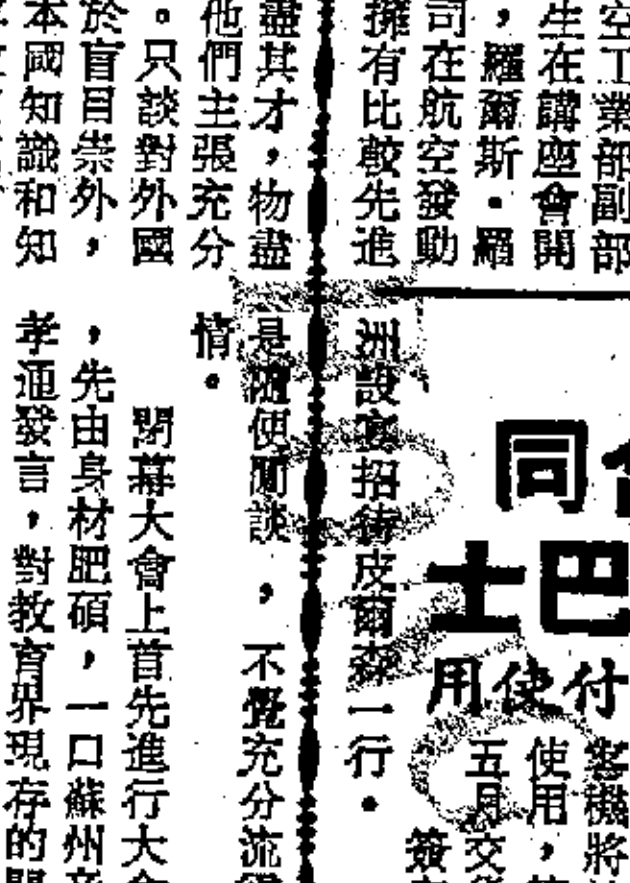 空工業部副部
生在講座會開
，羅爾斯・羅
司在航空發動
擁有比較先進
洲設宴招待皮爾森一行。
同
巴士
付使用
客機將
使用，
五月交
簽
盡其才，物盡
他們主張充分
。只談對外國
於盲目崇外，
本國知識和知
是隨便閒談，不覺充分流
情。
閉幕大會上首先進行大會
，先由身材肥碩，一口蘇州
孝通發言，對教育界現存的